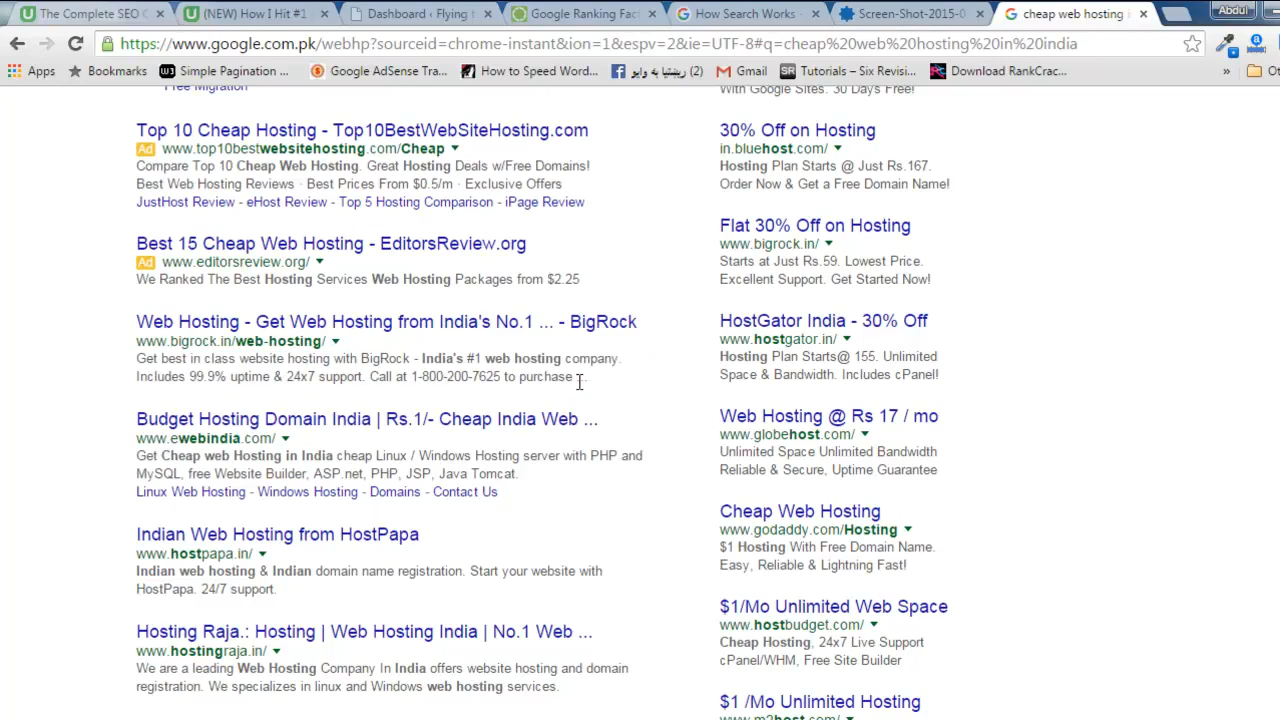 The Complete SEO C
(NEW) How I Hit #1
Dashboard ‹ Flying
Google Ranking Fac
How Search Works
Screen-Shot-2015-0
cheap web hosting i
Abdul
https://www.google.com.pk/webhp?sourceid=chrome-instant&ion=1&espv=2&ie=UTF-8#q=cheap%20web%20hosting%20in%20india
Apps
Bookmarks
Simple Pagination ...
Google AdSense Tra...
How to Speed Word...
(2) ريښتيا به وايو
Gmail
Tutorials – Six Revisi...
Download RankCrac...
»
Free Migration
Top 10 Cheap Hosting - Top10BestWebSiteHosting.com
Ad www.top10bestwebsitehosting.com/Cheap
Compare Top 10 Cheap Web Hosting. Great Hosting Deals w/Free Domains!
Best Web Hosting Reviews · Best Prices From $0.5/m · Exclusive Offers
JustHost Review - eHost Review - Top 5 Hosting Comparison - iPage Review
Best 15 Cheap Web Hosting - EditorsReview.org
Ad www.editorsreview.org/
We Ranked The Best Hosting Services Web Hosting Packages from $2.25
Web Hosting - Get Web Hosting from India's No.1 ... - BigRock
www.bigrock.in/web-hosting/
Get best in class website hosting with BigRock - India's #1 web hosting company.
Includes 99.9% uptime & 24x7 support. Call at 1-800-200-7625 to purchase ...
Budget Hosting Domain India | Rs.1/- Cheap India Web ...
www.ewebindia.com/
Get Cheap web Hosting in India cheap Linux / Windows Hosting server with PHP and
MySQL, free Website Builder, ASP.net, PHP, JSP, Java Tomcat.
Linux Web Hosting - Windows Hosting - Domains - Contact Us
Indian Web Hosting from HostPapa
www.hostpapa.in/
Indian web hosting & Indian domain name registration. Start your website with
HostPapa. 24/7 support.
Hosting Raja.: Hosting | Web Hosting India | No.1 Web ...
www.hostingraja.in/
We are a leading Web Hosting Company In India offers website hosting and domain
registration. We specializes in linux and Windows web hosting services.
With Google Sites. 30 Days Free!
30% Off on Hosting
in.bluehost.com/
Hosting Plan Starts @ Just Rs.167.
Order Now & Get a Free Domain Name!
Flat 30% Off on Hosting
www.bigrock.in/
Starts at Just Rs.59. Lowest Price.
Excellent Support. Get Started Now!
HostGator India - 30% Off
www.hostgator.in/
Hosting Plan Starts@ 155. Unlimited
Space & Bandwidth. Includes cPanel!
Web Hosting @ Rs 17 / mo
www.globehost.com/
Unlimited Space Unlimited Bandwidth
Reliable & Secure, Uptime Guarantee
Cheap Web Hosting
www.godaddy.com/Hosting
$1 Hosting With Free Domain Name.
Easy, Reliable & Lightning Fast!
$1/Mo Unlimited Web Space
www.hostbudget.com/
Cheap Hosting, 24x7 Live Support
cPanel/WHM, Free Site Builder
$1 /Mo Unlimited Hosting
www.m2host.com/